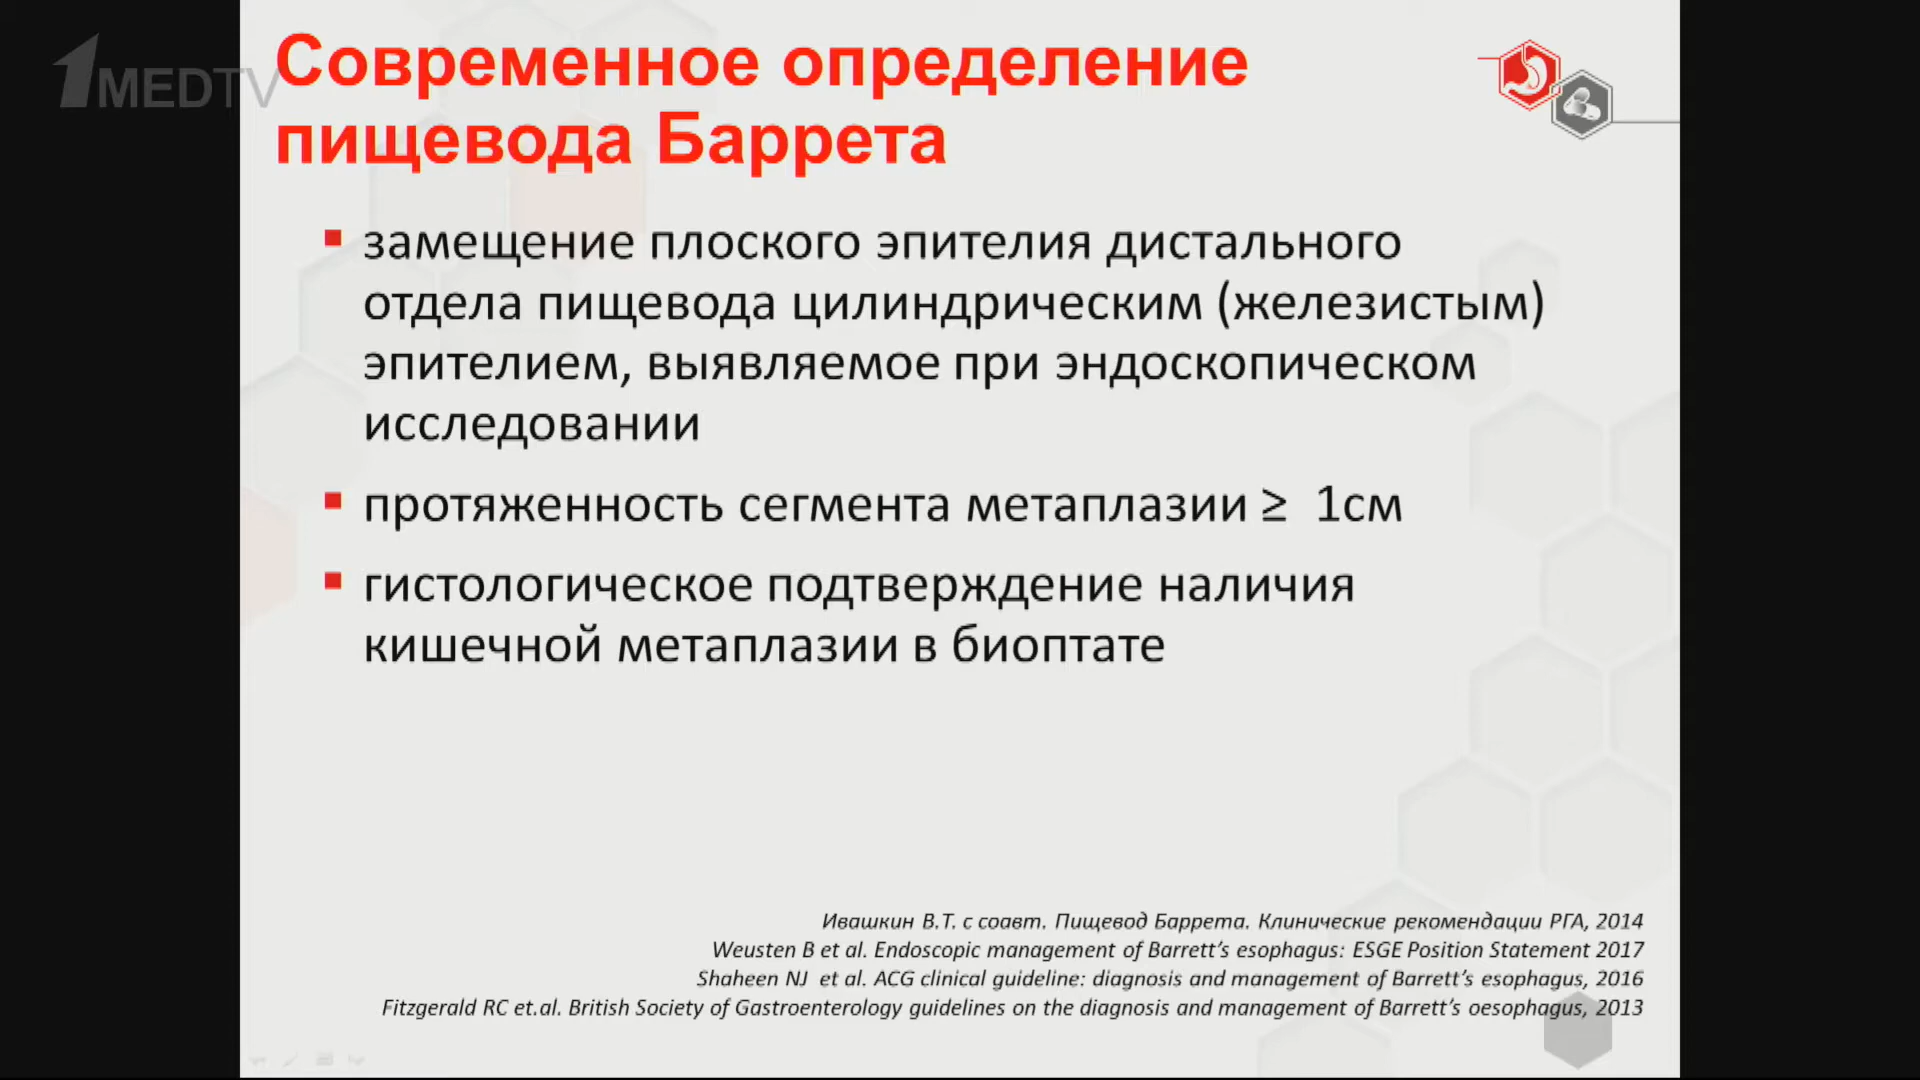 1MEDTV
Современное определение
пищевода Баррета
замещение плоского эпителия дистального
отдела пищевода цилиндрическим (железистым)
эпителием, выявляемое при эндоскопическом
исследовании
протяженность сегмента метаплазии ≥ 1см
гистологическое подтверждение наличия
кишечной метаплазии в биоптате
Ивашкин В.Т. с соавт. Пищевод Баррета. Клинические рекомендации РГА, 2014
Weusten B et al. Endoscopic management of Barrett’s esophagus: ESGE Position Statement 2017
Shaheen NJ et al. ACG clinical guideline: diagnosis and management of Barrett’s esophagus, 2016
Fitzgerald RC et.al. British Society of Gastroenterology guidelines on the diagnosis and management of Barrett’s oesophagus, 2013